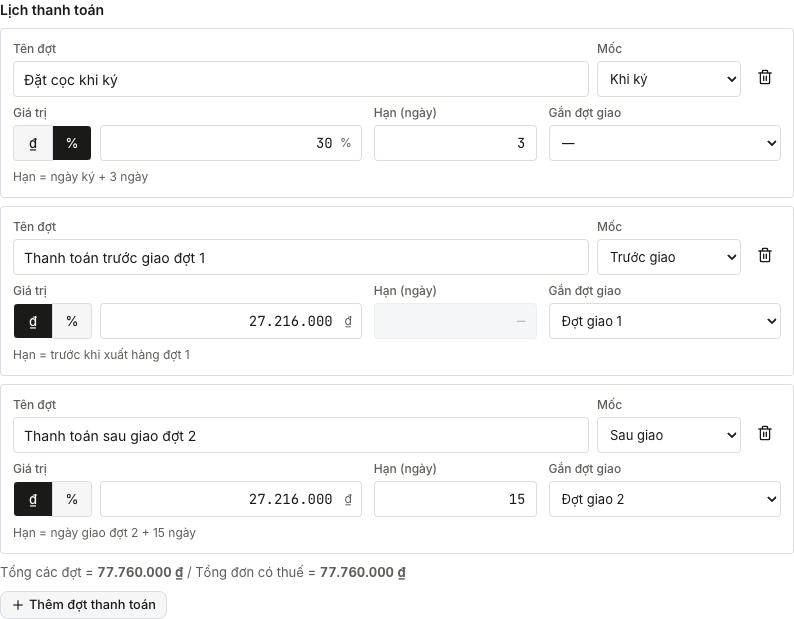 Lịch thanh toán
Tên đợt Mốc
Đặt cọc khi ký Khi ký
Giá trị Hạn (ngày) Gắn đợt giao
₫ % 30 % 3 —
Hạn = ngày ký + 3 ngày
Tên đợt Mốc
Thanh toán trước giao đợt 1 Trước giao
Giá trị Hạn (ngày) Gắn đợt giao
₫ % 27.216.000 ₫ — Đợt giao 1
Hạn = trước khi xuất hàng đợt 1
Tên đợt Mốc
Thanh toán sau giao đợt 2 Sau giao
Giá trị Hạn (ngày) Gắn đợt giao
₫ % 27.216.000 ₫ 15 Đợt giao 2
Hạn = ngày giao đợt 2 + 15 ngày
Tổng các đợt = 77.760.000 ₫ / Tổng đơn có thuế = 77.760.000 ₫
+ Thêm đợt thanh toán